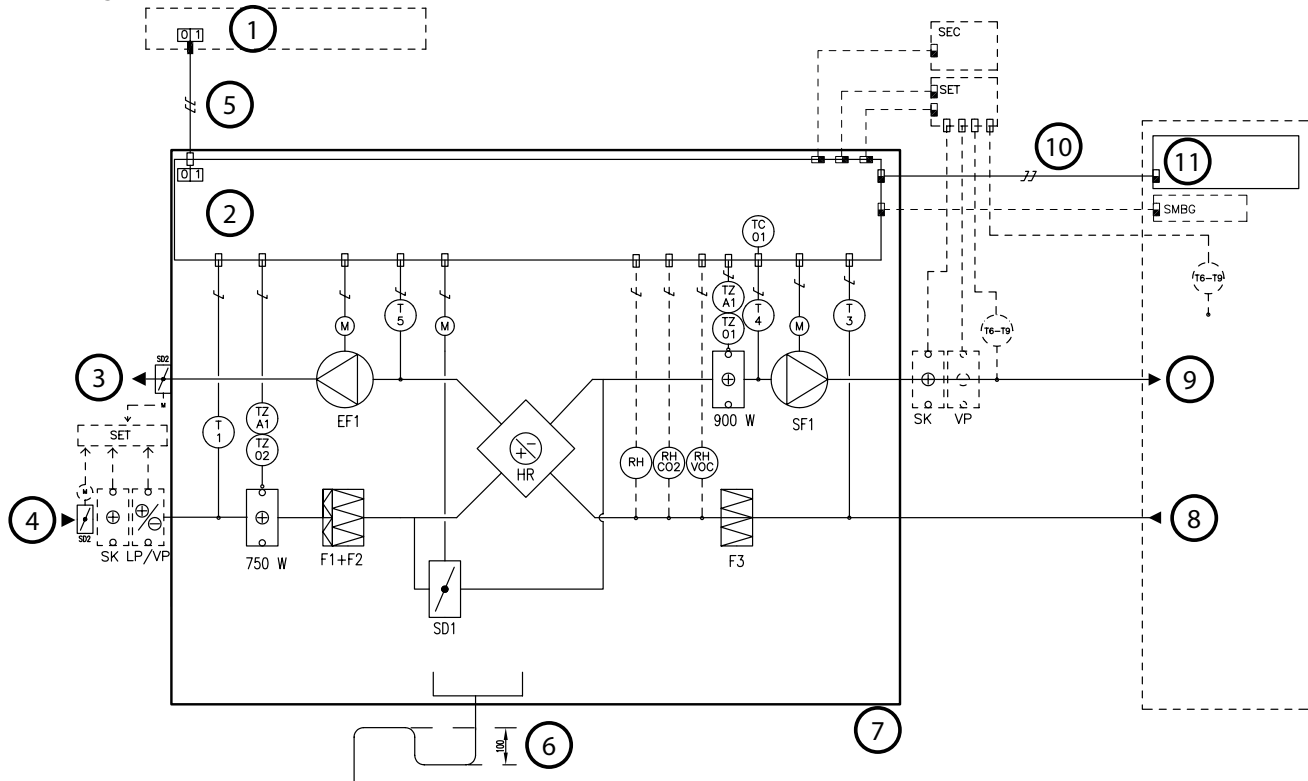 1
0 1
5
SEC
SET
10
11
SMBG
0 1
2
TC 01
TZ A1
TZ 01
T 4
T 3
T6-T9
T6-T9
M
T 5
M
M
3
SD2
M
SET
EF1
T 1
TZ A1
TZ 02
+ -
HR
RH
RH CO2
RH VOC
900 W
SF1
SK
VP
9
4
M
SD2
SK
LP/VP
750 W
F1+F2
F3
8
SD1
100
6
7